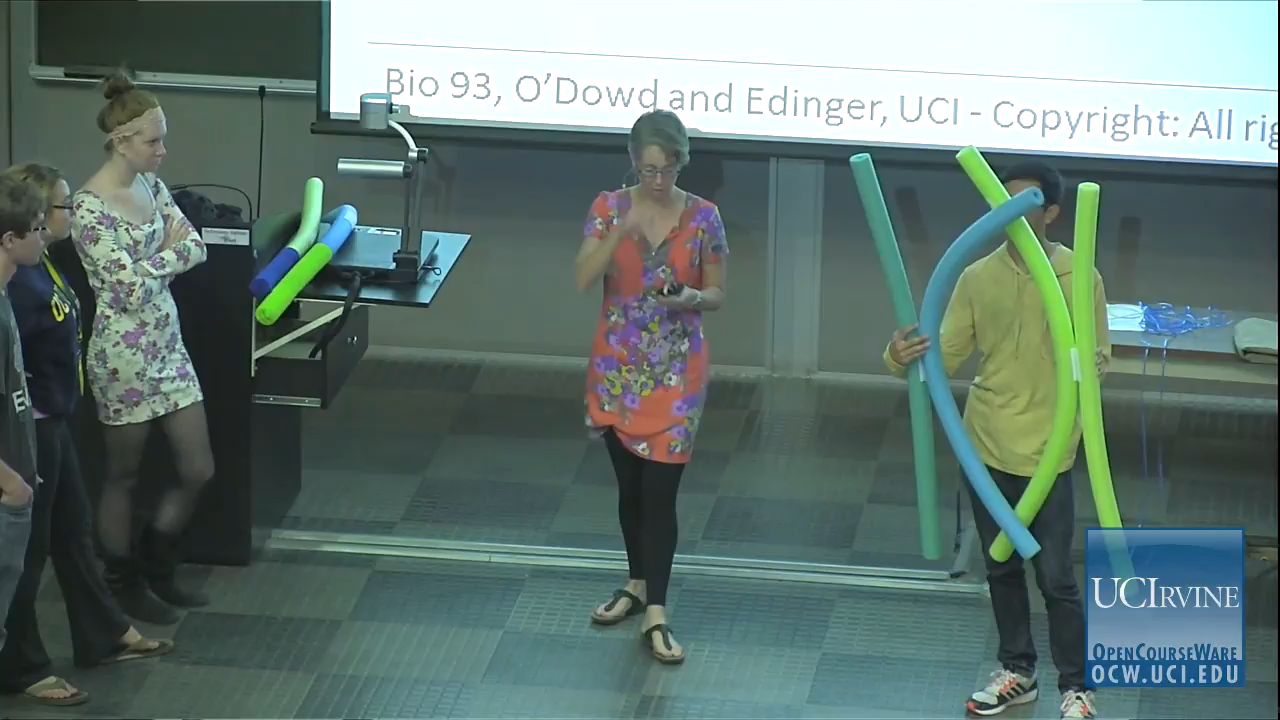 Bio 93, O'Dowd and Edinger, UCI - Copyright: All rig
UCIRVINE
OPENCOURSEWARE
OCW.UCI.EDU